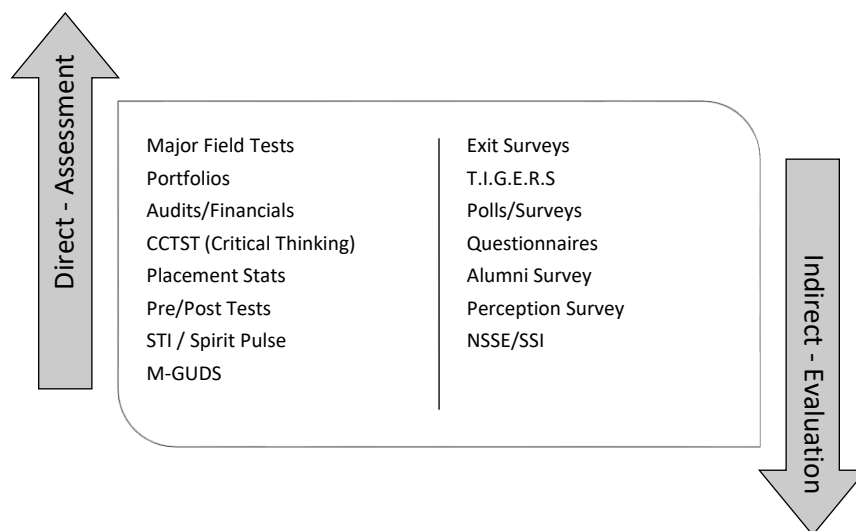 Direct - Assessment
Major Field Tests
Portfolios
Audits/Financials
CCTST (Critical Thinking)
Placement Stats
Pre/Post Tests
STI / Spirit Pulse
M-GUDS
Exit Surveys
T.I.G.E.R.S
Polls/Surveys
Questionnaires
Alumni Survey
Perception Survey
NSSE/SSI
Indirect - Evaluation